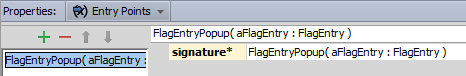 Properties: Entry Points
FlagEntryPopup( aFlagEntry : FlagEntry )
signature* FlagEntryPopup( aFlagEntry : FlagEntry )
FlagEntryPopup( aFlagEntry :